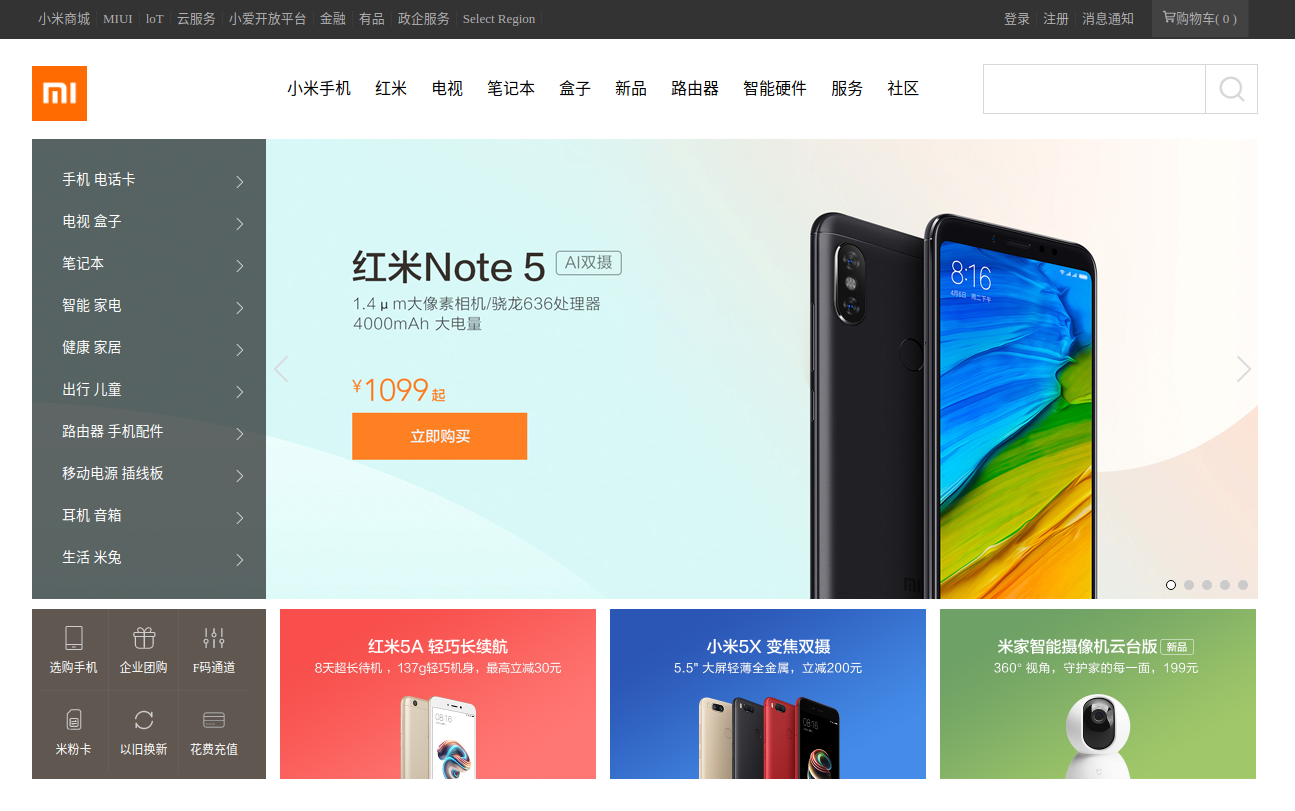 小米商城 MIUI loT 云服务 小爱开放平台 金融 有品 政企服务 Select Region 登录 注册 消息通知 购物车( 0 )
小米手机 红米 电视 笔记本 盒子 新品 路由器 智能硬件 服务 社区
手机 电话卡
电视 盒子
笔记本
智能 家电
健康 家居
出行 儿童
路由器 手机配件
移动电源 插线板
耳机 音箱
生活 米兔
红米Note 5 AI双摄
1.4μm大像素相机/骁龙636处理器
4000mAh 大电量
¥1099起
立即购买
8:16
4月6日 周二下午
选购手机 企业团购 F码通道
米粉卡 以旧换新 花费充值
红米5A 轻巧长续航
8天超长待机 ，137g轻巧机身，最高立减30元
08:16
小米5X 变焦双摄
5.5" 大屏轻薄全金属，立减200元
08:16
米家智能摄像机云台版 新品
360° 视角，守护家的每一面，199元